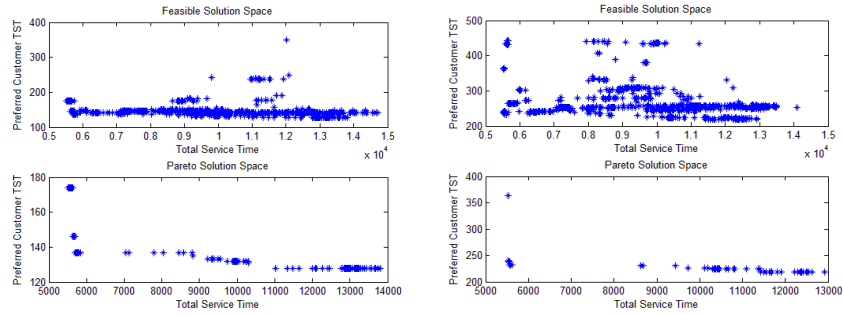 Feasible Solution Space
400
300
200
100
Preferred Customer TST
0.5 0.6 0.7 0.8 0.9 1 1.1 1.2 1.3 1.4 1.5
Total Service Time
x 10^4
Feasible Solution Space
500
400
300
200
Preferred Customer TST
0.5 0.6 0.7 0.8 0.9 1 1.1 1.2 1.3 1.4 1.5
Total Service Time
x 10^4
Pareto Solution Space
180
160
140
120
Preferred Customer TST
5000 6000 7000 8000 9000 10000 11000 12000 13000 14000
Total Service Time
Pareto Solution Space
400
300
200
Preferred Customer TST
5000 6000 7000 8000 9000 10000 11000 12000 13000
Total Service Time